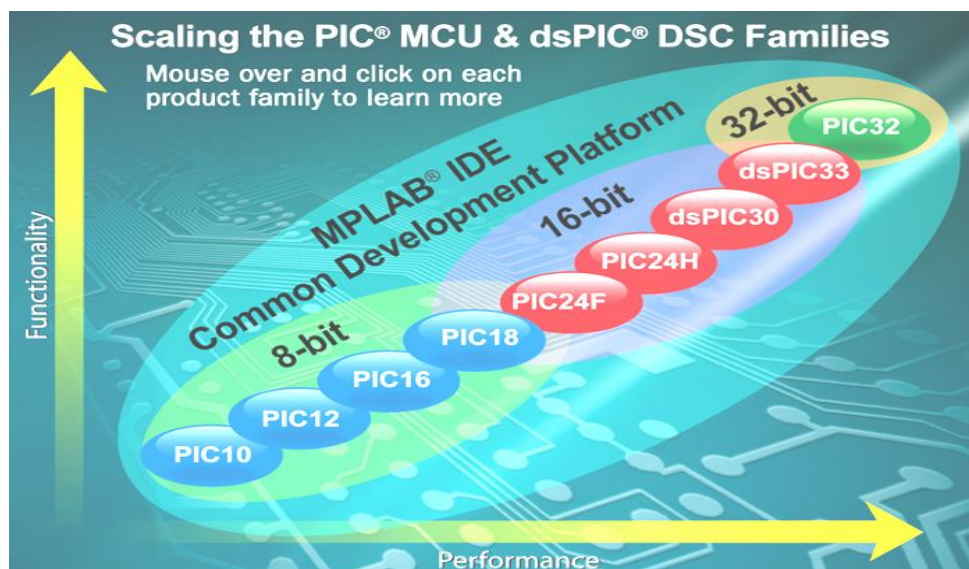 Scaling the PIC® MCU & dsPIC® DSC Families
Mouse over and click on each
product family to learn more
MPLAB® IDE
Common Development Platform
32-bit
PIC32
dsPIC33
16-bit
dsPIC30
PIC24H
PIC24F
8-bit
PIC18
PIC16
PIC12
PIC10
Functionality
Performance